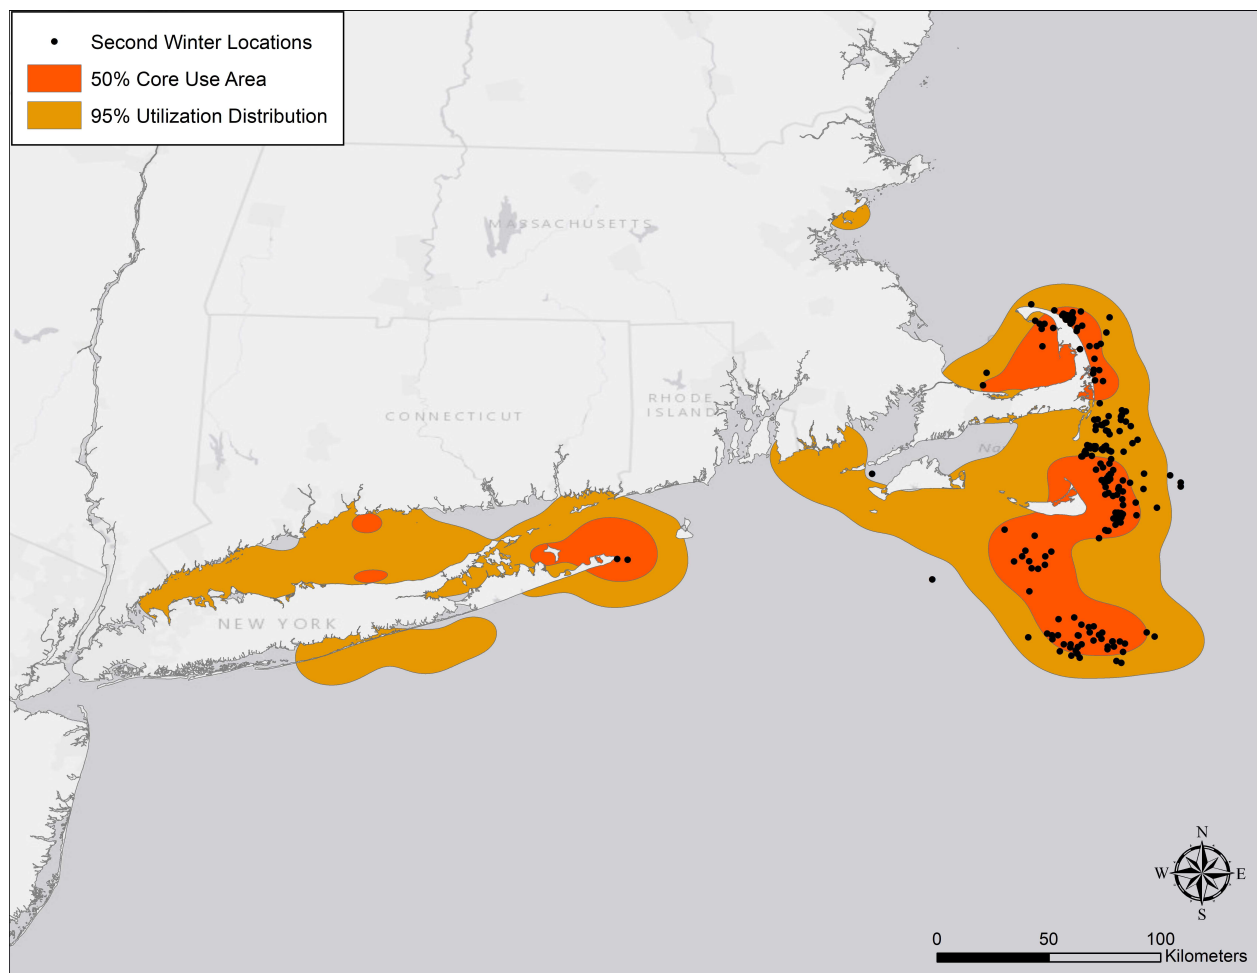 Second Winter Locations
50% Core Use Area
95% Utilization Distribution
MASSACHUSETTS
CONNECTICUT
RHODE
ISLAND
Na
NEW YORK
N
W
E
S
0
50
100
Kilometers